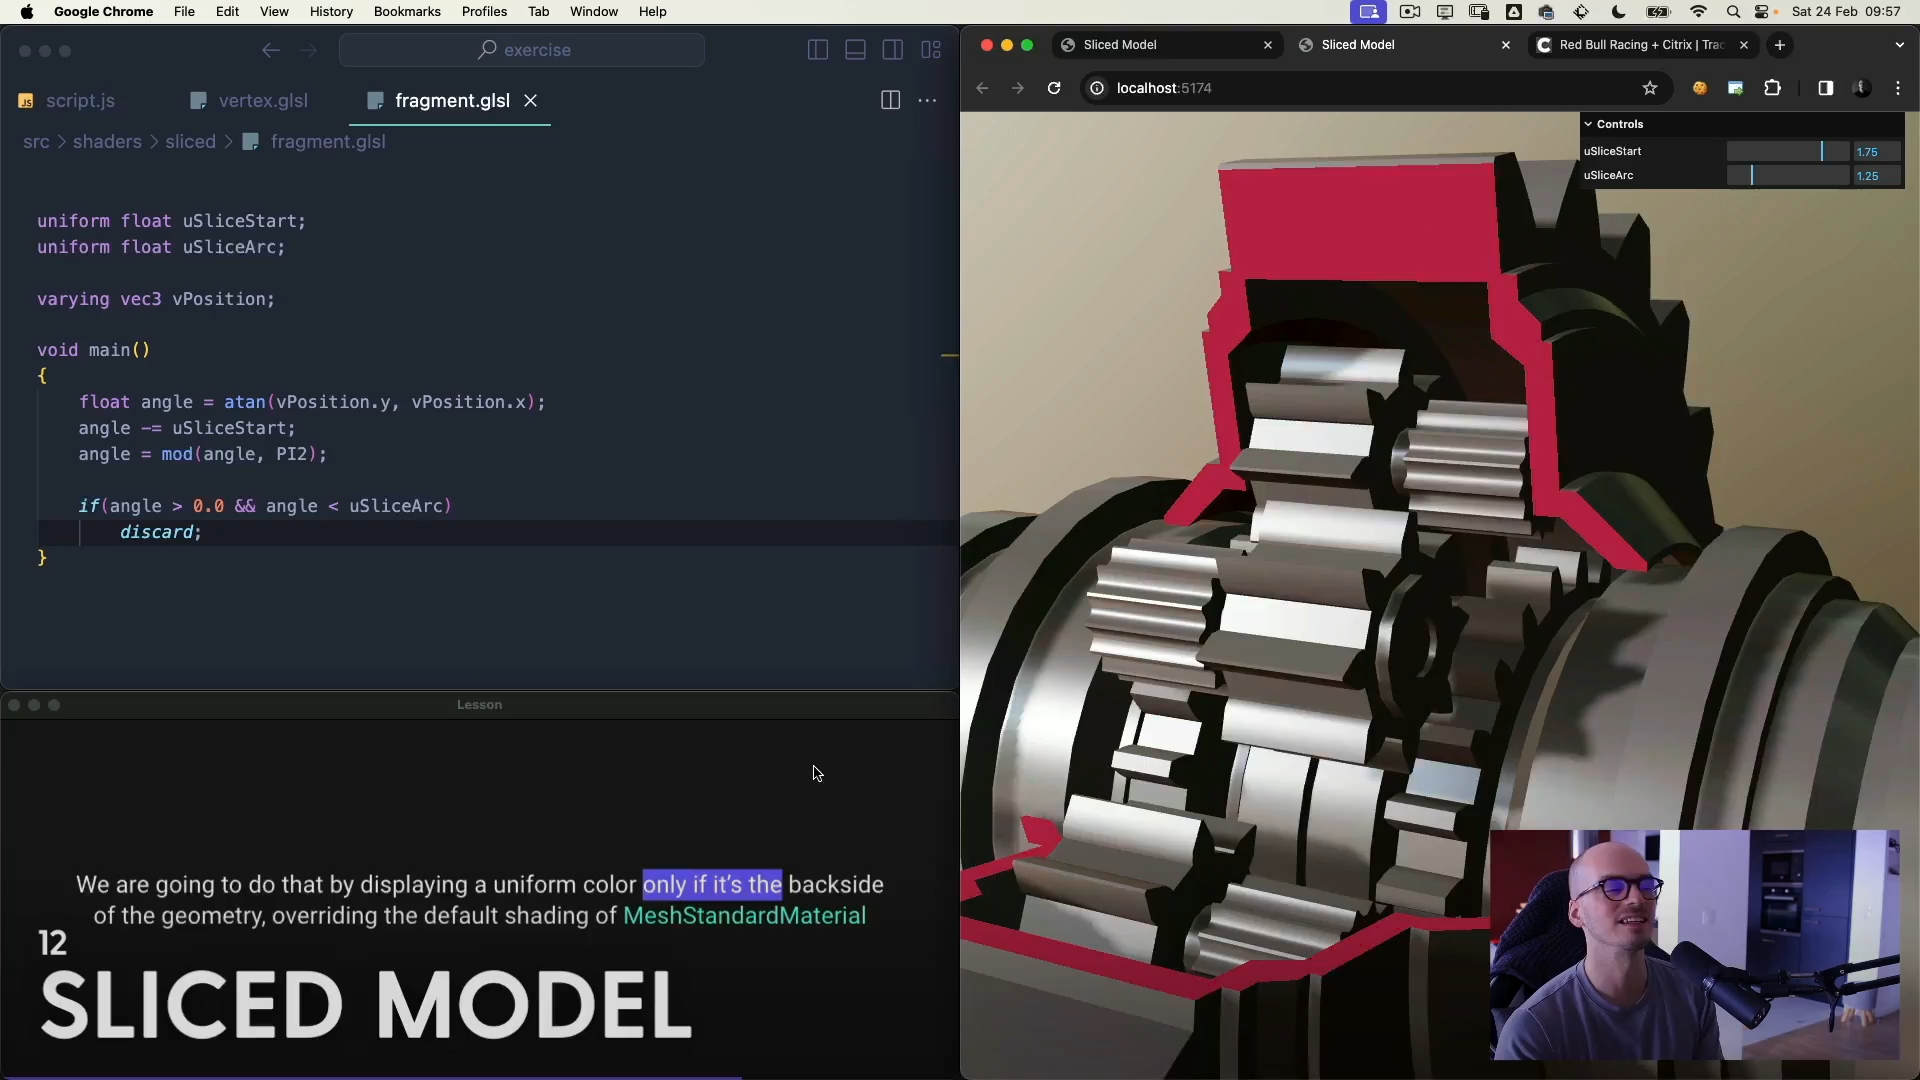 Google Chrome File Edit View History Bookmarks Profiles Tab Window Help Sat 24 Feb 09:57
exercise
JS script.js vertex.glsl fragment.glsl
src > shaders > sliced > fragment.glsl
uniform float uSliceStart;
uniform float uSliceArc;
varying vec3 vPosition;
void main()
{
float angle = atan(vPosition.y, vPosition.x);
angle -= uSliceStart;
angle = mod(angle, PI2);
if(angle > 0.0 && angle < uSliceArc)
discard;
}
Lesson
We are going to do that by displaying a uniform color only if it's the backside
of the geometry, overriding the default shading of MeshStandardMaterial
12
SLICED MODEL
Sliced Model Sliced Model Red Bull Racing + Citrix | Trac
localhost:5174
Controls
uSliceStart 1.75
uSliceArc 1.25